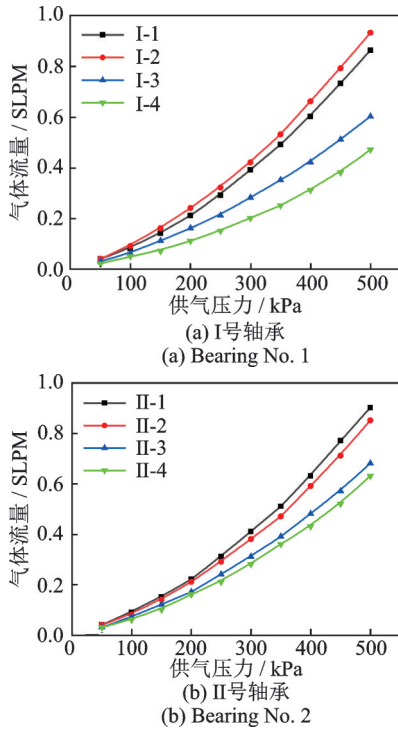 1.0
I-1
I-2
I-3
I-4
0.8
0.6
0.4
0.2
0.0
气体流量 / SLPM
0 100 200 300 400 500
供气压力 / kPa
(a) I号轴承
(a) Bearing No. 1
1.0
II-1
II-2
II-3
II-4
0.8
0.6
0.4
0.2
0.0
气体流量 / SLPM
0 100 200 300 400 500
供气压力 / kPa
(b) II号轴承
(b) Bearing No. 2